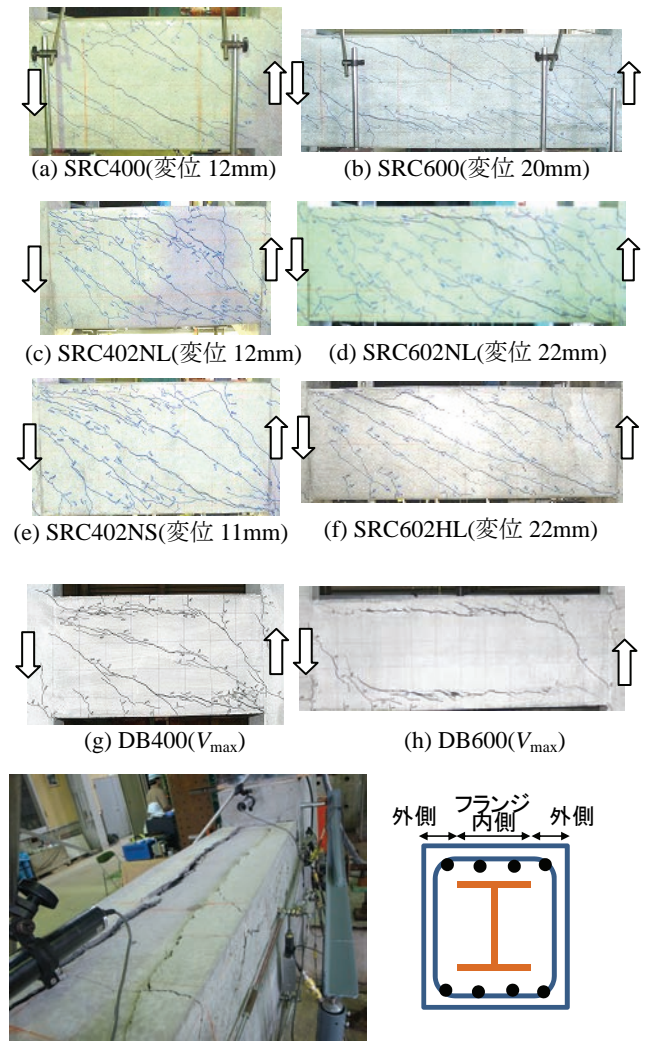 (a) SRC400(変位 12mm)
(b) SRC600(変位 20mm)
(c) SRC402NL(変位 12mm)
(d) SRC602NL(変位 22mm)
(e) SRC402NS(変位 11mm)
(f) SRC602HL(変位 22mm)
(g) DB400(Vmax)
(h) DB600(Vmax)
外側
フランジ
内側
外側